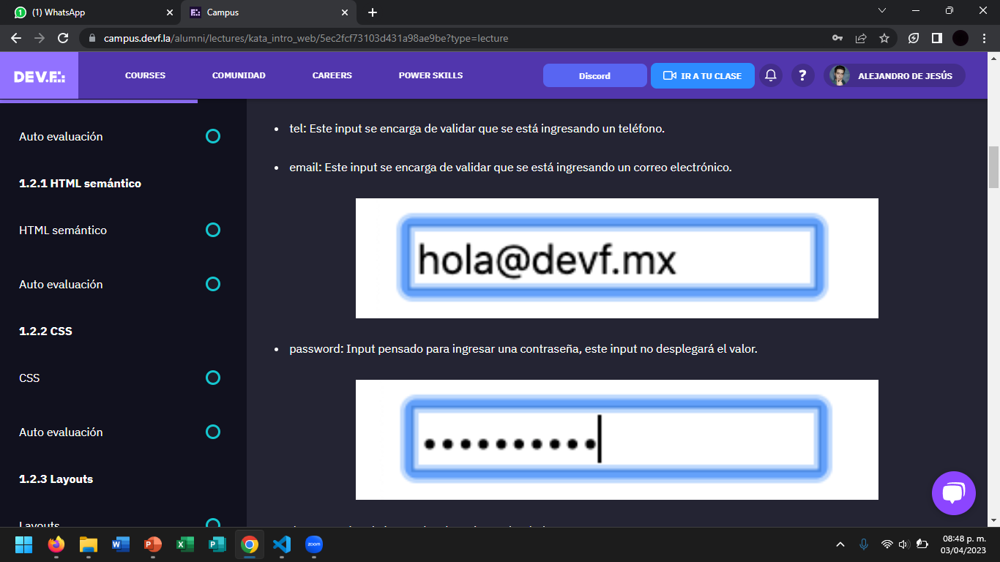 (1) WhatsApp
Campus
campus.devf.la/alumni/lectures/kata_intro_web/5ec2fcf73103d431a98ae9be?type=lecture
DEV.F.:
COURSES
COMUNIDAD
CAREERS
POWER SKILLS
Discord
IR A TU CLASE
?
ALEJANDRO DE JESÚS
Auto evaluación
1.2.1 HTML semántico
HTML semántico
Auto evaluación
1.2.2 CSS
CSS
Auto evaluación
1.2.3 Layouts
Layouts
• tel: Este input se encarga de validar que se está ingresando un teléfono.
• email: Este input se encarga de validar que se está ingresando un correo electrónico.
hola@devf.mx
• password: Input pensado para ingresar una contraseña, este input no desplegará el valor.
zoom
08:48 p. m.
03/04/2023